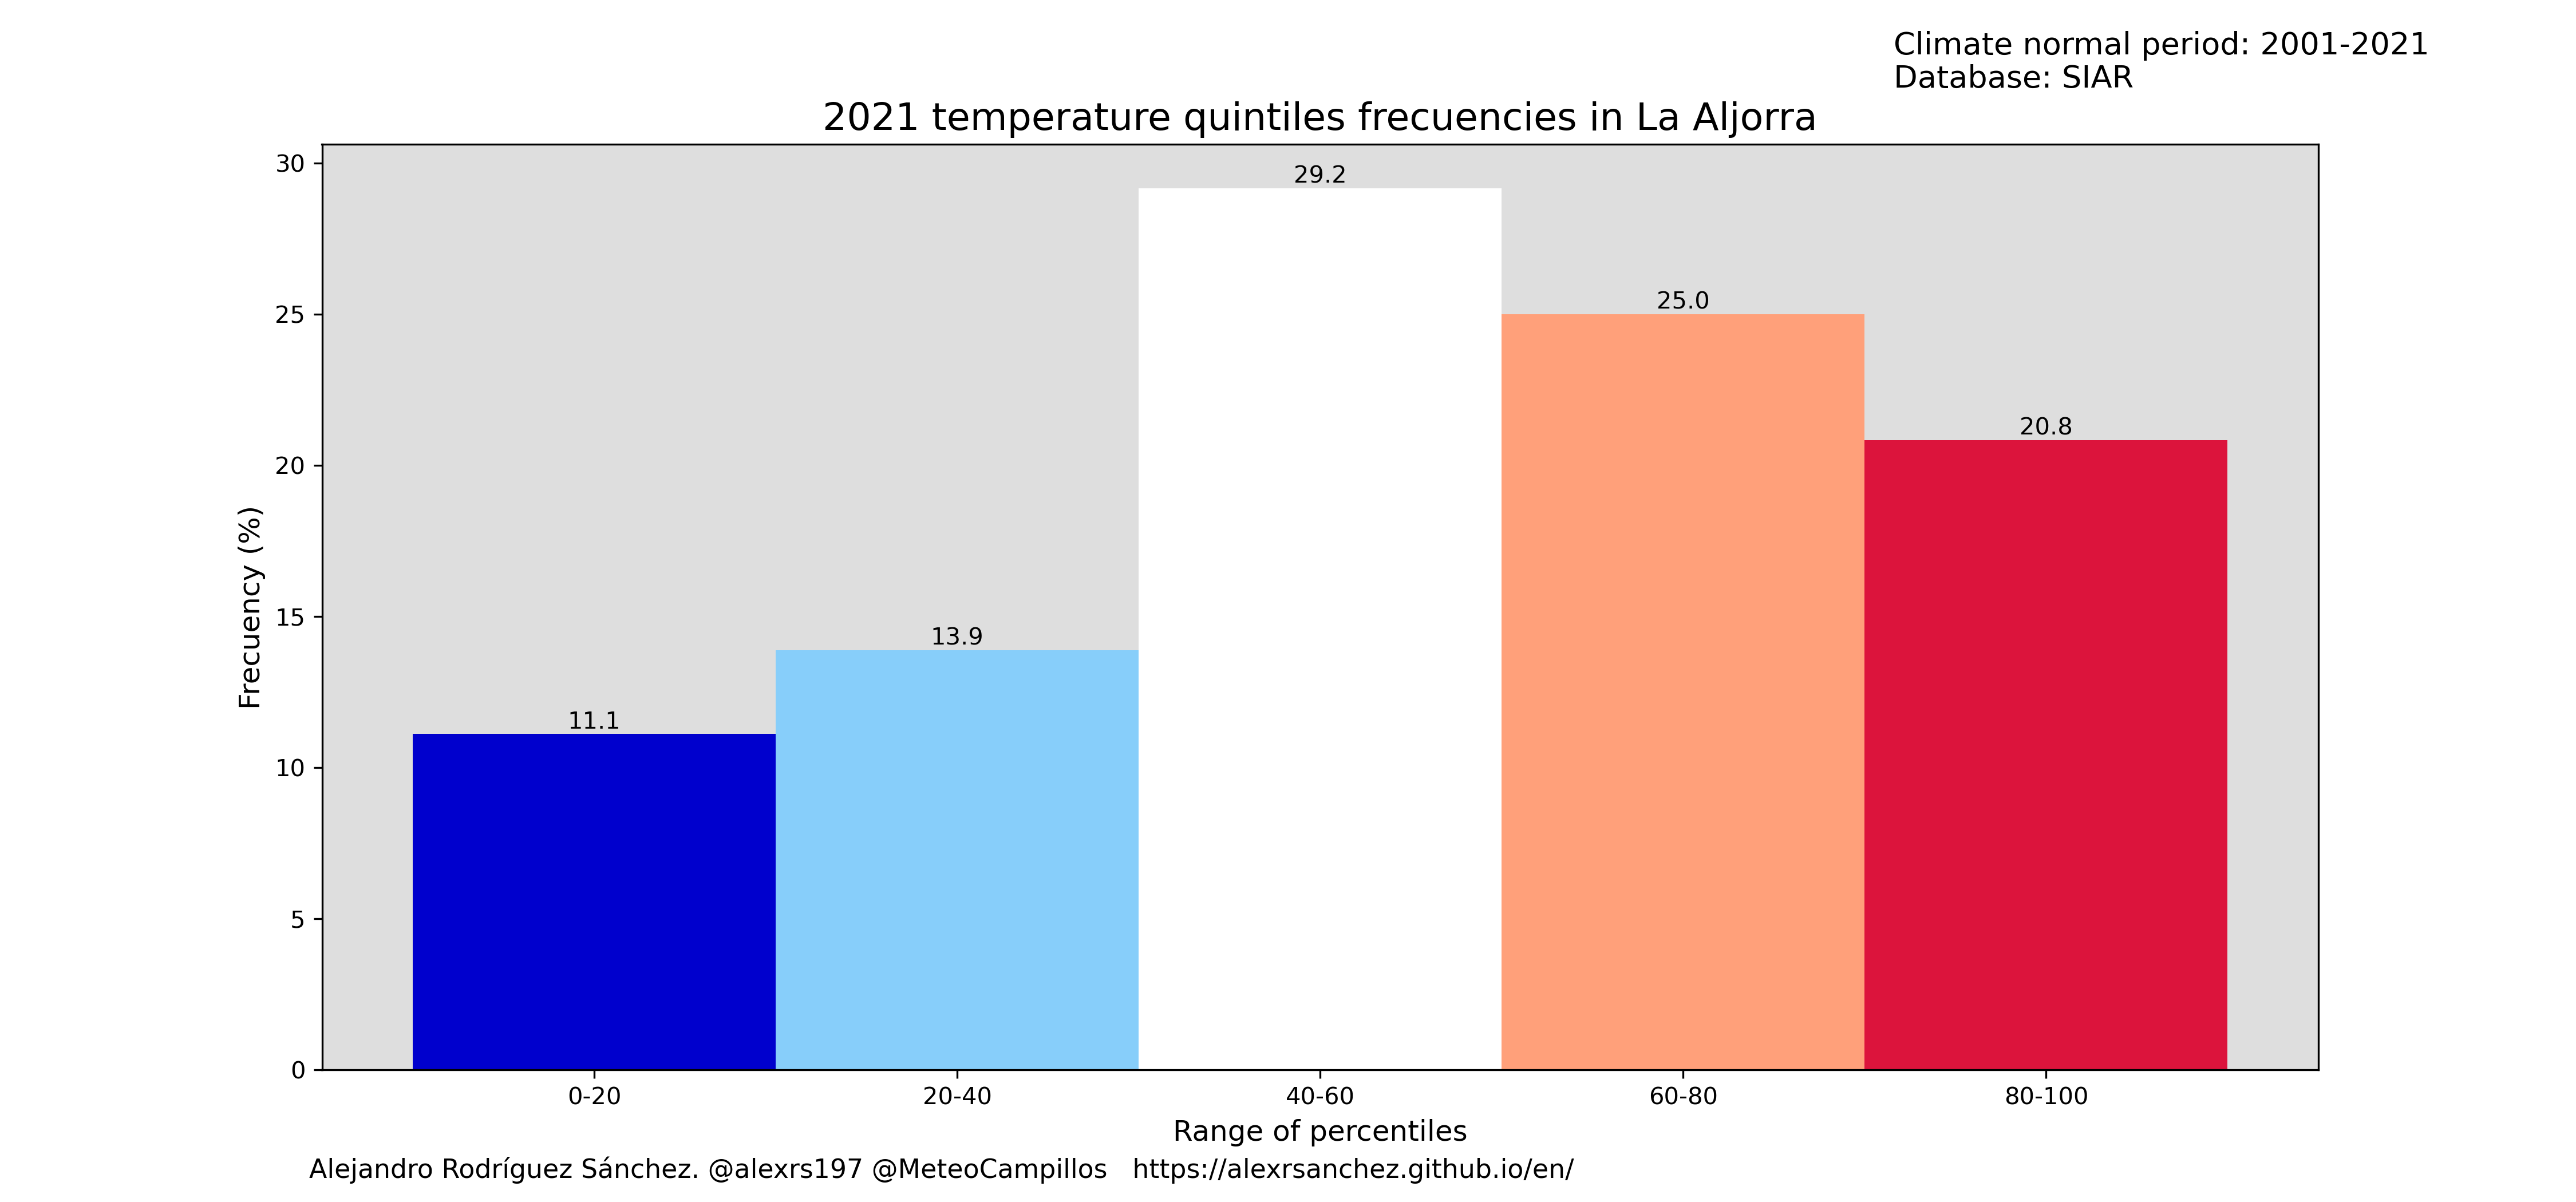 Climate normal period: 2001-2021
Database: SIAR
2021 temperature quintiles frecuencies in La Aljorra
Frecuency (%)
30
25
20
15
10
5
0
11.1
13.9
29.2
25.0
20.8
0-20
20-40
40-60
60-80
80-100
Range of percentiles
Alejandro Rodríguez Sánchez. @alexrs197 @MeteoCampillos https://alexrsanchez.github.io/en/